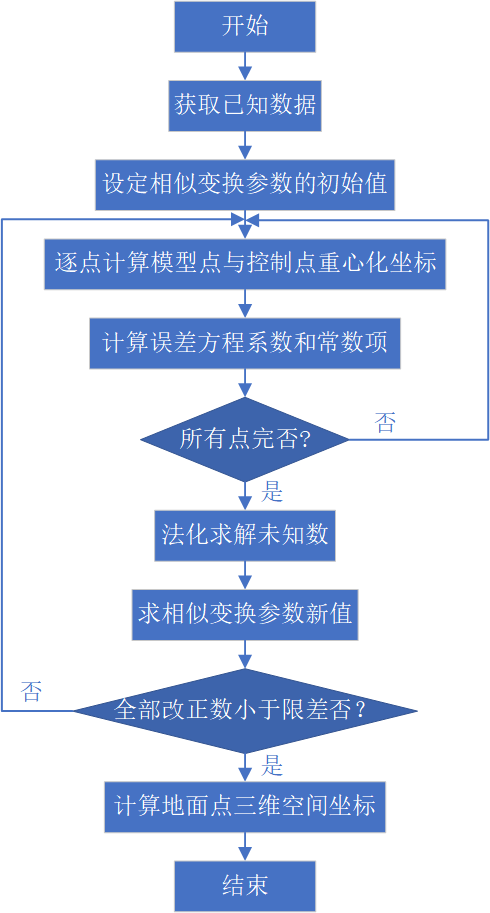 开始
获取已知数据
设定相似变换参数的初始值
逐点计算模型点与控制点重心化坐标
计算误差方程系数和常数项
所有点完否?
否
是
法化求解未知数
求相似变换参数新值
全部改正数小于限差否？
否
是
计算地面点三维空间坐标
结束